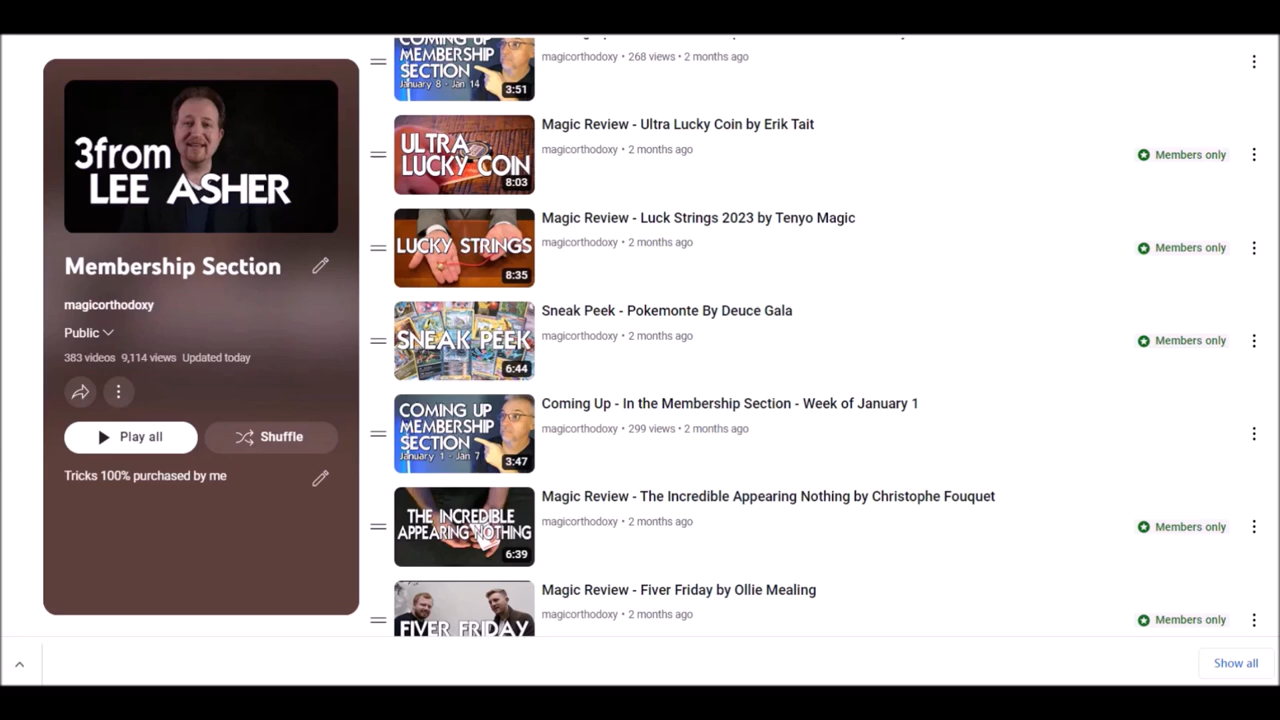 3from
LEE ASHER
Membership Section
magicorthodoxy
Public
383 videos 9,114 views Updated today
Play all
Shuffle
Tricks 100% purchased by me
COMING UP
MEMBERSHIP
SECTION
January 8 - Jan 14
3:51
magicorthodoxy • 268 views • 2 months ago
ULTRA
LUCKY COIN
8:03
Magic Review - Ultra Lucky Coin by Erik Tait
magicorthodoxy • 2 months ago
Members only
LUCKY STRINGS
8:35
Magic Review - Luck Strings 2023 by Tenyo Magic
magicorthodoxy • 2 months ago
Members only
SNEAK PEEK
6:44
Sneak Peek - Pokemonte By Deuce Gala
magicorthodoxy • 2 months ago
Members only
COMING UP
MEMBERSHIP
SECTION
January 1 - Jan 7
3:47
Coming Up - In the Membership Section - Week of January 1
magicorthodoxy • 299 views • 2 months ago
THE INCREDIBLE
APPEARING NOTHING
6:39
Magic Review - The Incredible Appearing Nothing by Christophe Fouquet
magicorthodoxy • 2 months ago
Members only
FIVER FRIDAY
Magic Review - Fiver Friday by Ollie Mealing
magicorthodoxy • 2 months ago
Members only
Show all